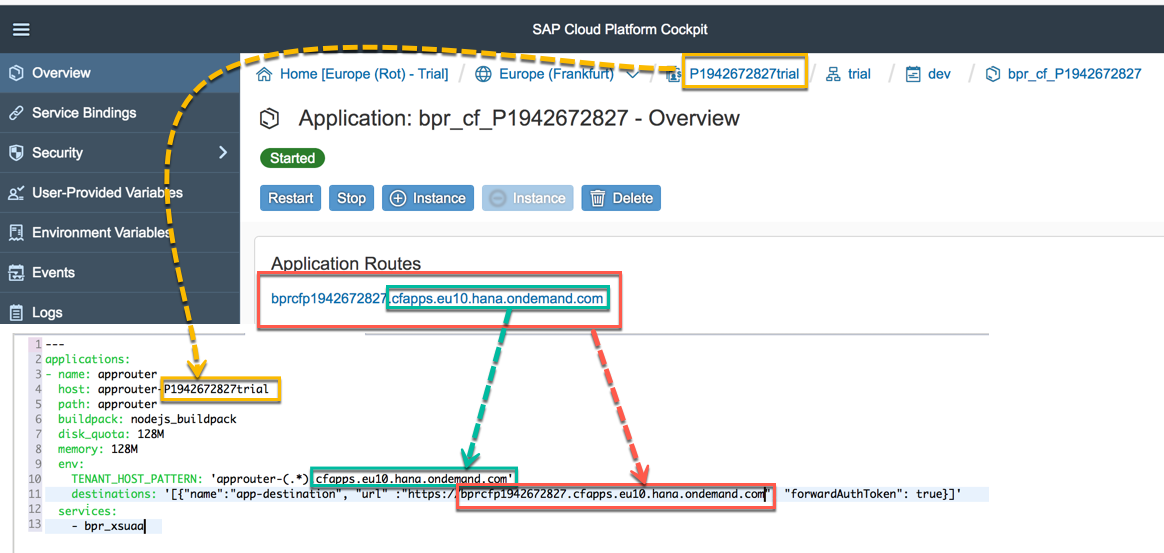 SAP Cloud Platform Cockpit
Overview
Service Bindings
Security
User-Provided Variables
Environment Variables
Events
Logs
Home [Europe (Rot) - Trial] / Europe (Frankfurt) / P1942672827trial / trial / dev / bpr_cf_P1942672827
Application: bpr_cf_P1942672827 - Overview
Started
Restart Stop Instance Instance Delete
Application Routes
bprcfp1942672827.cfapps.eu10.hana.ondemand.com
1 ---
2 applications:
3 - name: approuter
4 host: approuter-P1942672827trial
5 path: approuter
6 buildpack: nodejs_buildpack
7 disk_quota: 128M
8 memory: 128M
9 env:
10 TENANT_HOST_PATTERN: 'approuter-(.*).cfapps.eu10.hana.ondemand.com'
11 destinations: '[{"name":"app-destination", "url" :"https://bprcfp1942672827.cfapps.eu10.hana.ondemand.com", "forwardAuthToken": true}]'
12 services:
13 - bpr_xsuaa